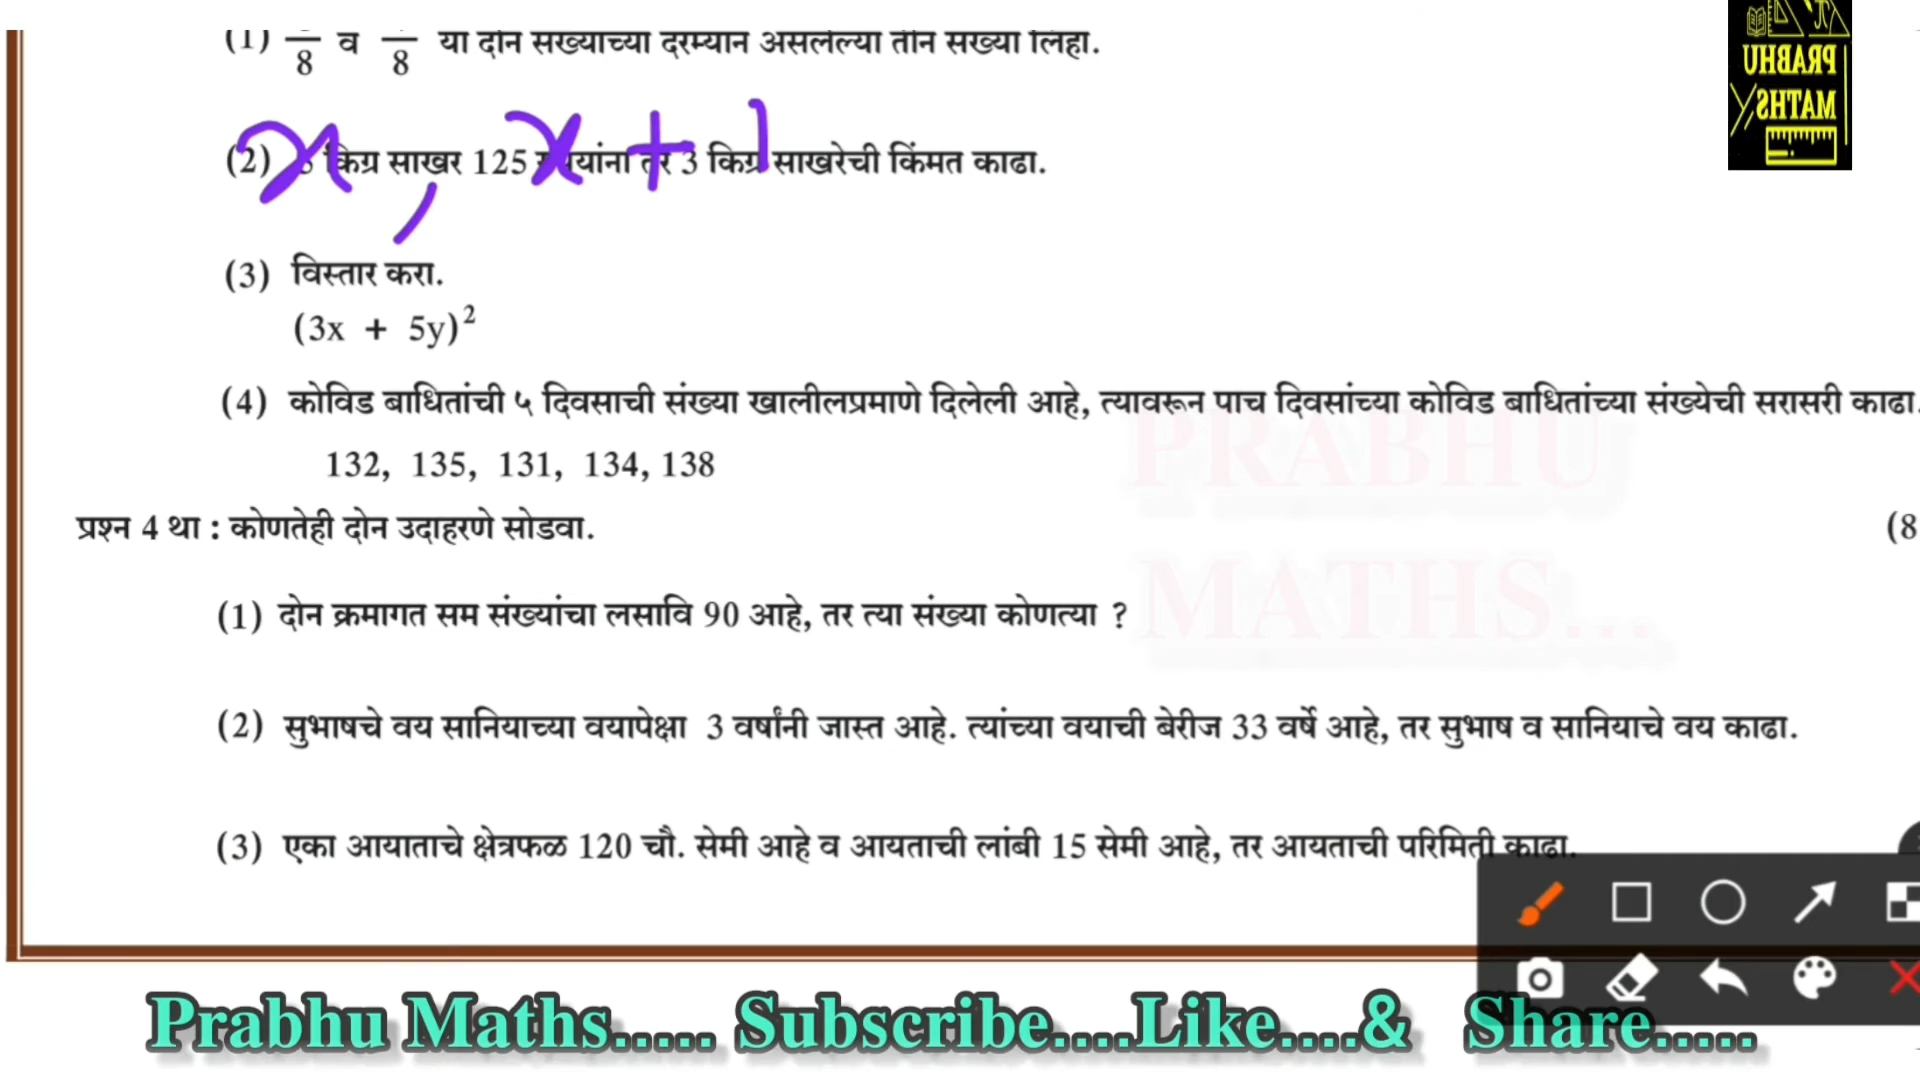 (1) 8 व 8 या दोन संख्याच्या दरम्यान असलेल्या तीन संख्या लिहा.
PRABHU
MATHS
x, x + 1
(2) किग्र साखर 125 तर 3 किग्र साखरेची किंमत काढा.
(3) विस्तार करा.
(3x + 5y)²
(4) कोविड बाधितांची ५ दिवसाची संख्या खालीलप्रमाणे दिलेली आहे, त्यावरून पाच दिवसांच्या कोविड बाधितांच्या संख्येची सरासरी काढा.
132, 135, 131, 134, 138
PRABHU
MATHS...
प्रश्न 4 था : कोणतेही दोन उदाहरणे सोडवा. (8
(1) दोन क्रमागत सम संख्यांचा लसावि 90 आहे, तर त्या संख्या कोणत्या ?
(2) सुभाषचे वय सानियाच्या वयापेक्षा 3 वर्षांनी जास्त आहे. त्यांच्या वयाची बेरीज 33 वर्षे आहे, तर सुभाष व सानियाचे वय काढा.
(3) एका आयाताचे क्षेत्रफळ 120 चौ. सेमी आहे व आयताची लांबी 15 सेमी आहे, तर आयताची परिमिती काढा.
Prabhu Maths..... Subscribe....Like....& Share.....